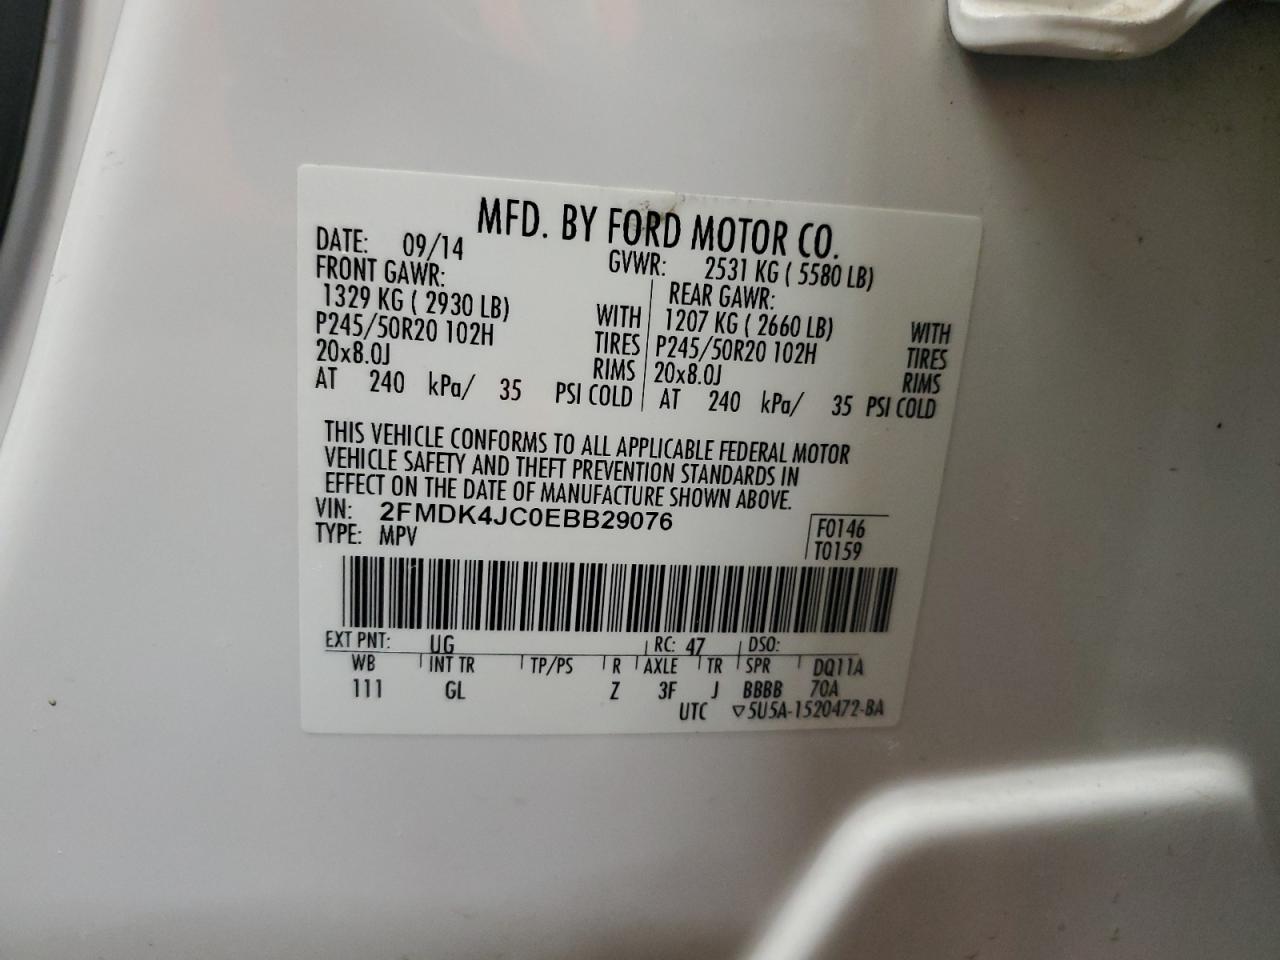 MFD. BY FORD MOTOR CO.
DATE: 09/14 GVWR: 2531 KG ( 5580 LB)
FRONT GAWR: REAR GAWR:
1329 KG ( 2930 LB) WITH 1207 KG ( 2660 LB) WITH
P245/50R20 102H TIRES P245/50R20 102H TIRES
20x8.0J RIMS 20x8.0J RIMS
AT 240 kPa/ 35 PSI COLD AT 240 kPa/ 35 PSI COLD
THIS VEHICLE CONFORMS TO ALL APPLICABLE FEDERAL MOTOR
VEHICLE SAFETY AND THEFT PREVENTION STANDARDS IN
EFFECT ON THE DATE OF MANUFACTURE SHOWN ABOVE.
VIN: 2FMDK4JC0EBB29076 F0146
TYPE: MPV T0159
EXT PNT: UG RC: 47 DSO:
WB INT TR TP/PS R AXLE TR SPR DQ11A
111 GL Z 3F J BBBB 70A
UTC ▽5U5A-1520472-BA